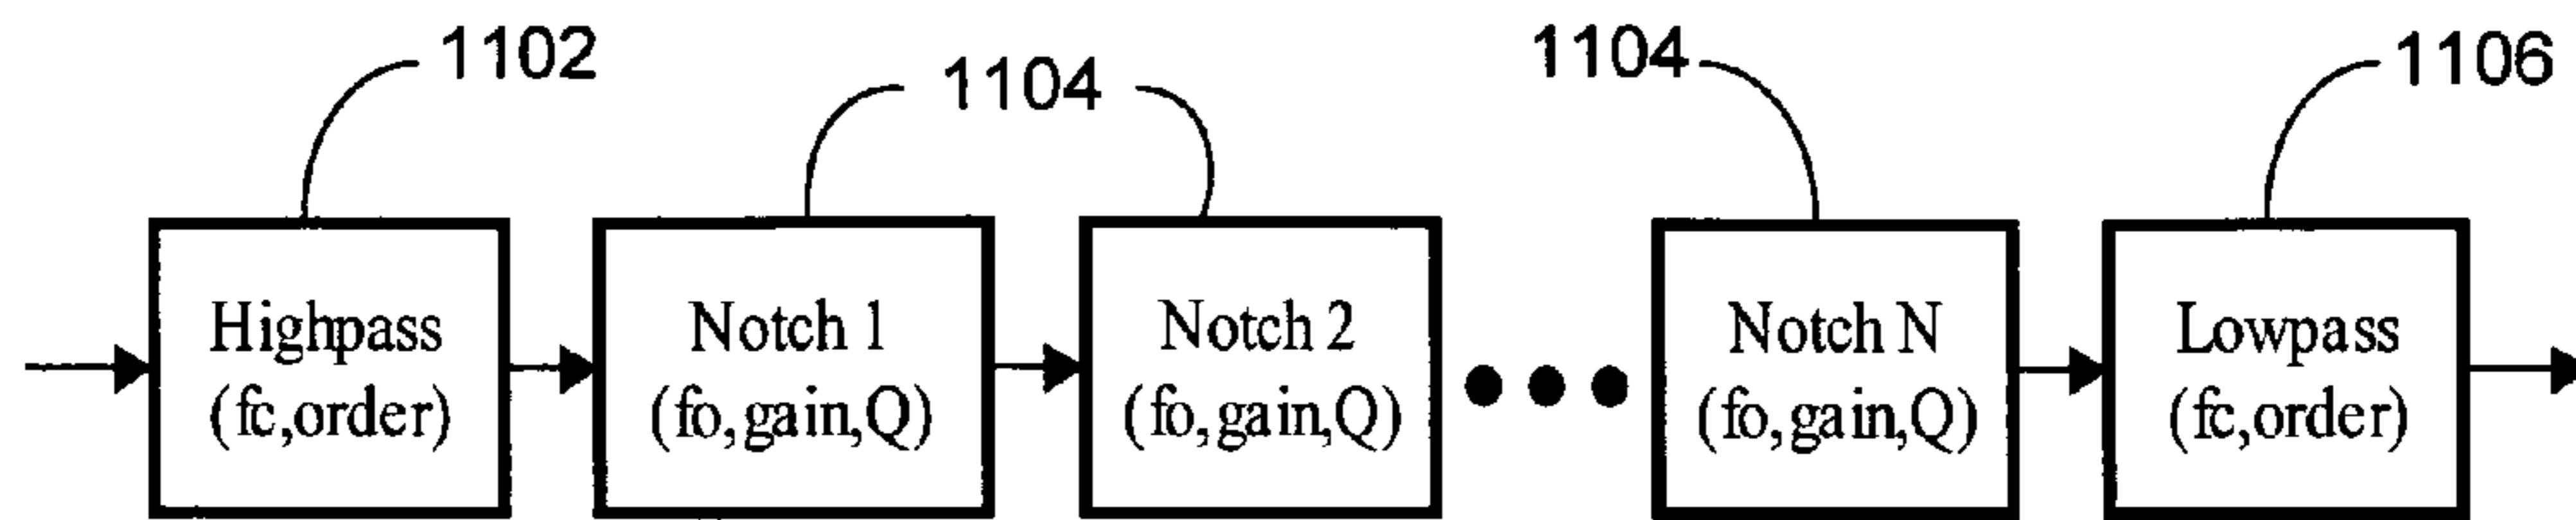 1102
1104
1104
1106
Highpass
(fc,order)
Notch 1
(fo,gain,Q)
Notch 2
(fo,gain,Q)
Notch N
(fo,gain,Q)
Lowpass
(fc,order)